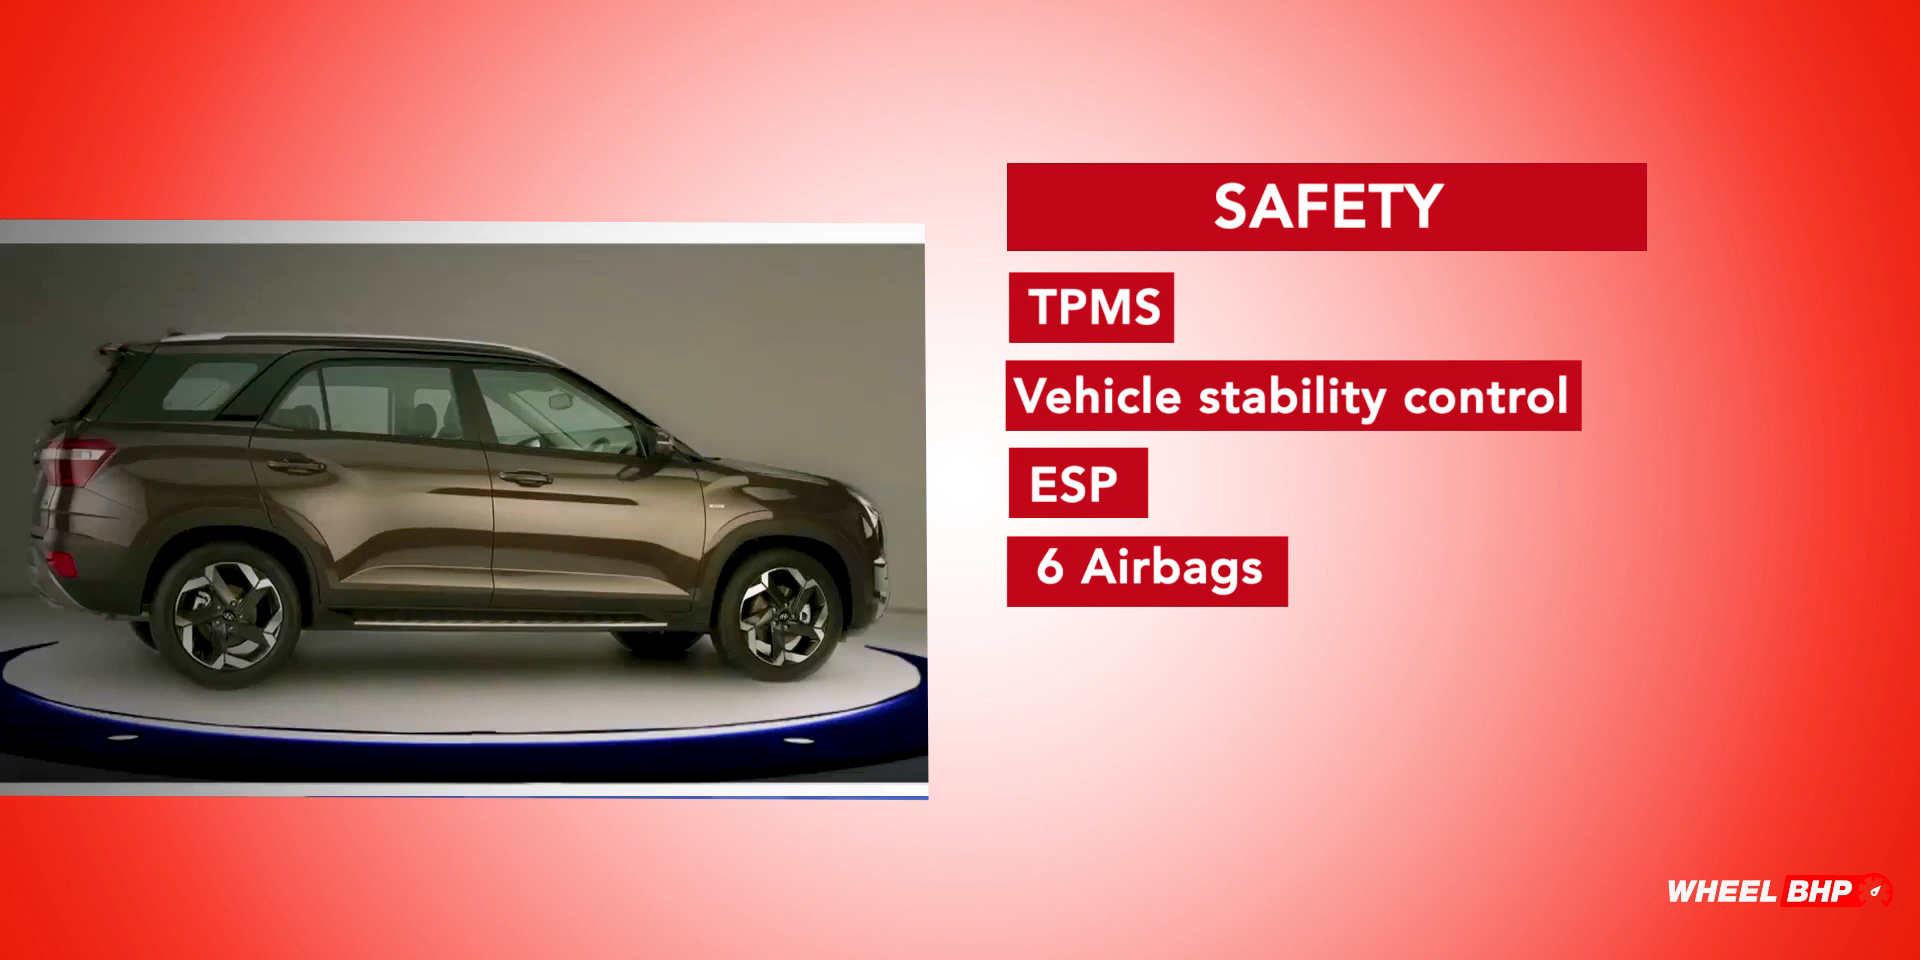 SAFETY
TPMS
Vehicle stability control
ESP
6 Airbags
WHEEL BHP